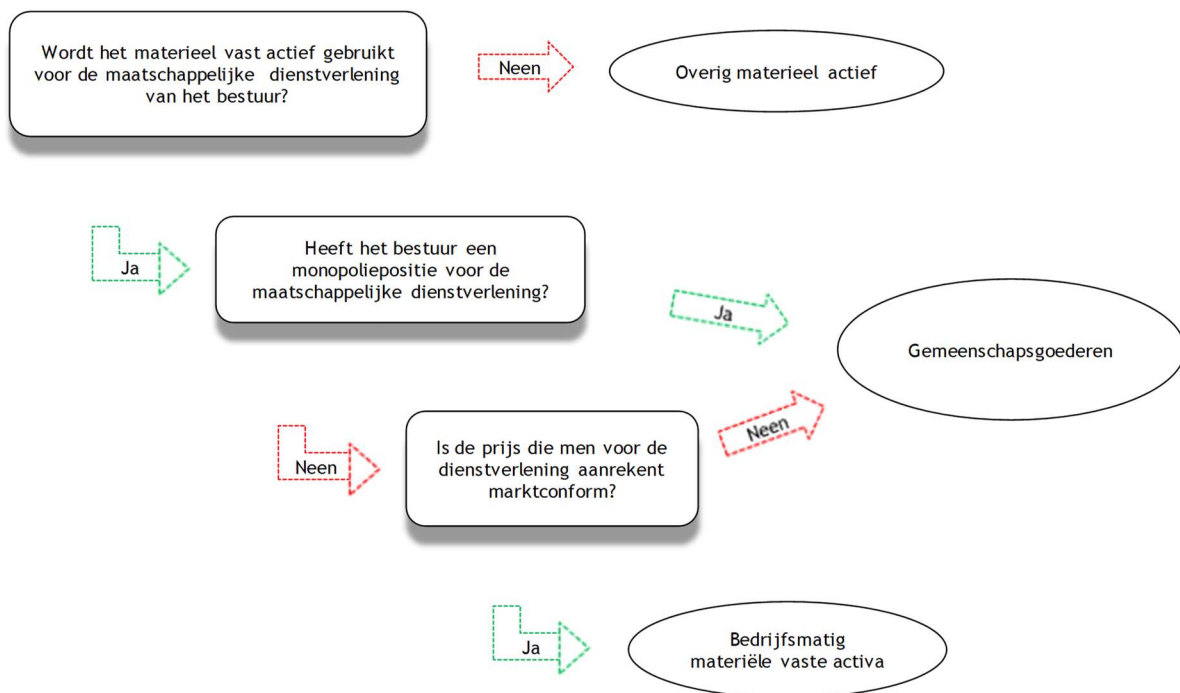 Wordt het materieel vast actief gebruikt
voor de maatschappelijke dienstverlening
van het bestuur?
Neen
Overig materieel actief
Ja
Heeft het bestuur een
monopoliepositie voor de
maatschappelijke dienstverlening?
Ja
Gemeenschapsgoederen
Neen
Is de prijs die men voor de
dienstverlening aanrekent
marktconform?
Neen
Ja
Bedrijfsmatig
materiële vaste activa